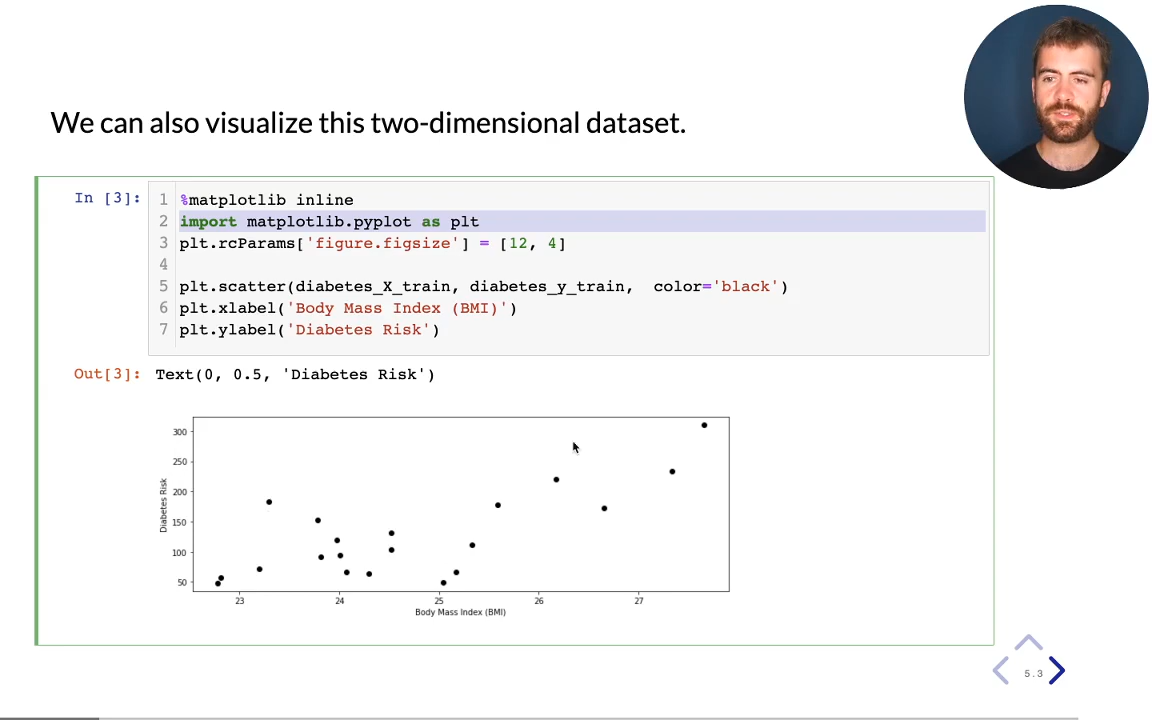 We can also visualize this two-dimensional dataset.
In [3]:
1 %matplotlib inline
2 import matplotlib.pyplot as plt
3 plt.rcParams['figure.figsize'] = [12, 4]
4
5 plt.scatter(diabetes_X_train, diabetes_y_train,  color='black')
6 plt.xlabel('Body Mass Index (BMI)')
7 plt.ylabel('Diabetes Risk')
Out[3]: Text(0, 0.5, 'Diabetes Risk')
300
250
200
150
100
50
Diabetes Risk
23 24 25 26 27
Body Mass Index (BMI)
5.3